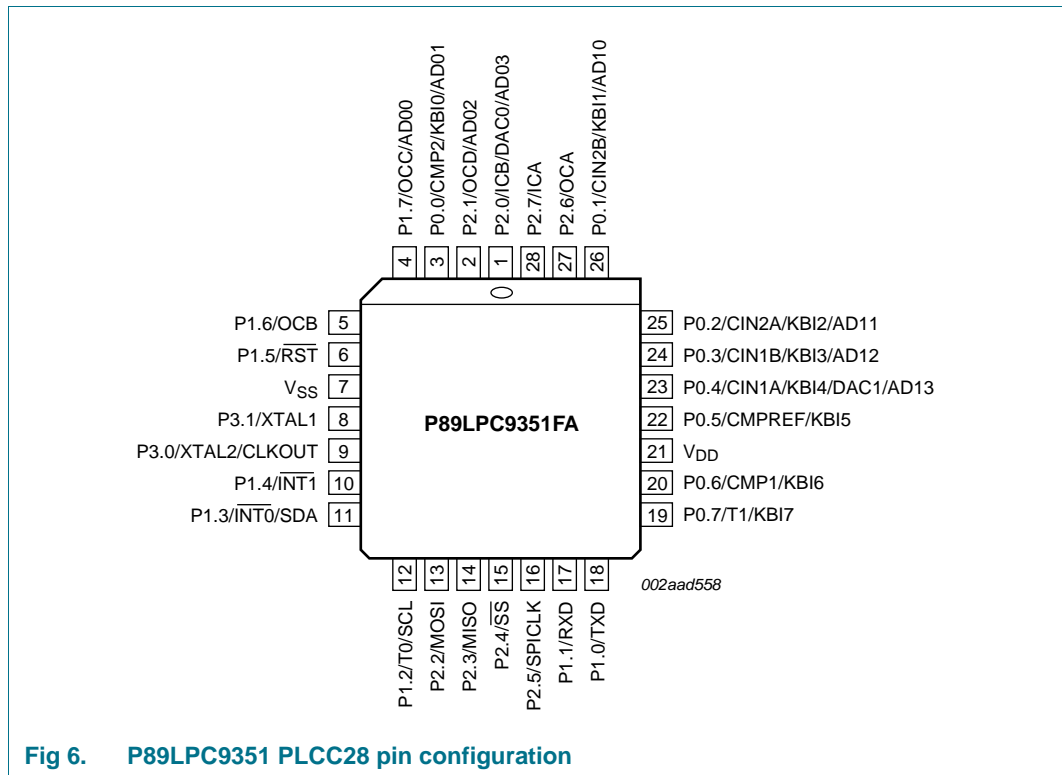 P1.7/OCC/AD00
P0.0/CMP2/KBI0/AD01
P2.1/OCD/AD02
P2.0/ICB/DAC0/AD03
P2.7/ICA
P2.6/OCA
P0.1/CIN2B/KBI1/AD10
4
3
2
1
28
27
26
P1.6/OCB 5
P1.5/R̅S̅T̅ 6
VSS 7
P3.1/XTAL1 8
P3.0/XTAL2/CLKOUT 9
P1.4/I̅N̅T̅1̅ 10
P1.3/I̅N̅T̅0̅/SDA 11
P89LPC9351FA
25 P0.2/CIN2A/KBI2/AD11
24 P0.3/CIN1B/KBI3/AD12
23 P0.4/CIN1A/KBI4/DAC1/AD13
22 P0.5/CMPREF/KBI5
21 VDD
20 P0.6/CMP1/KBI6
19 P0.7/T1/KBI7
12
13
14
15
16
17
18
P1.2/T0/SCL
P2.2/MOSI
P2.3/MISO
P2.4/S̅S̅
P2.5/SPICLK
P1.1/RXD
P1.0/TXD
002aad558
Fig 6. P89LPC9351 PLCC28 pin configuration